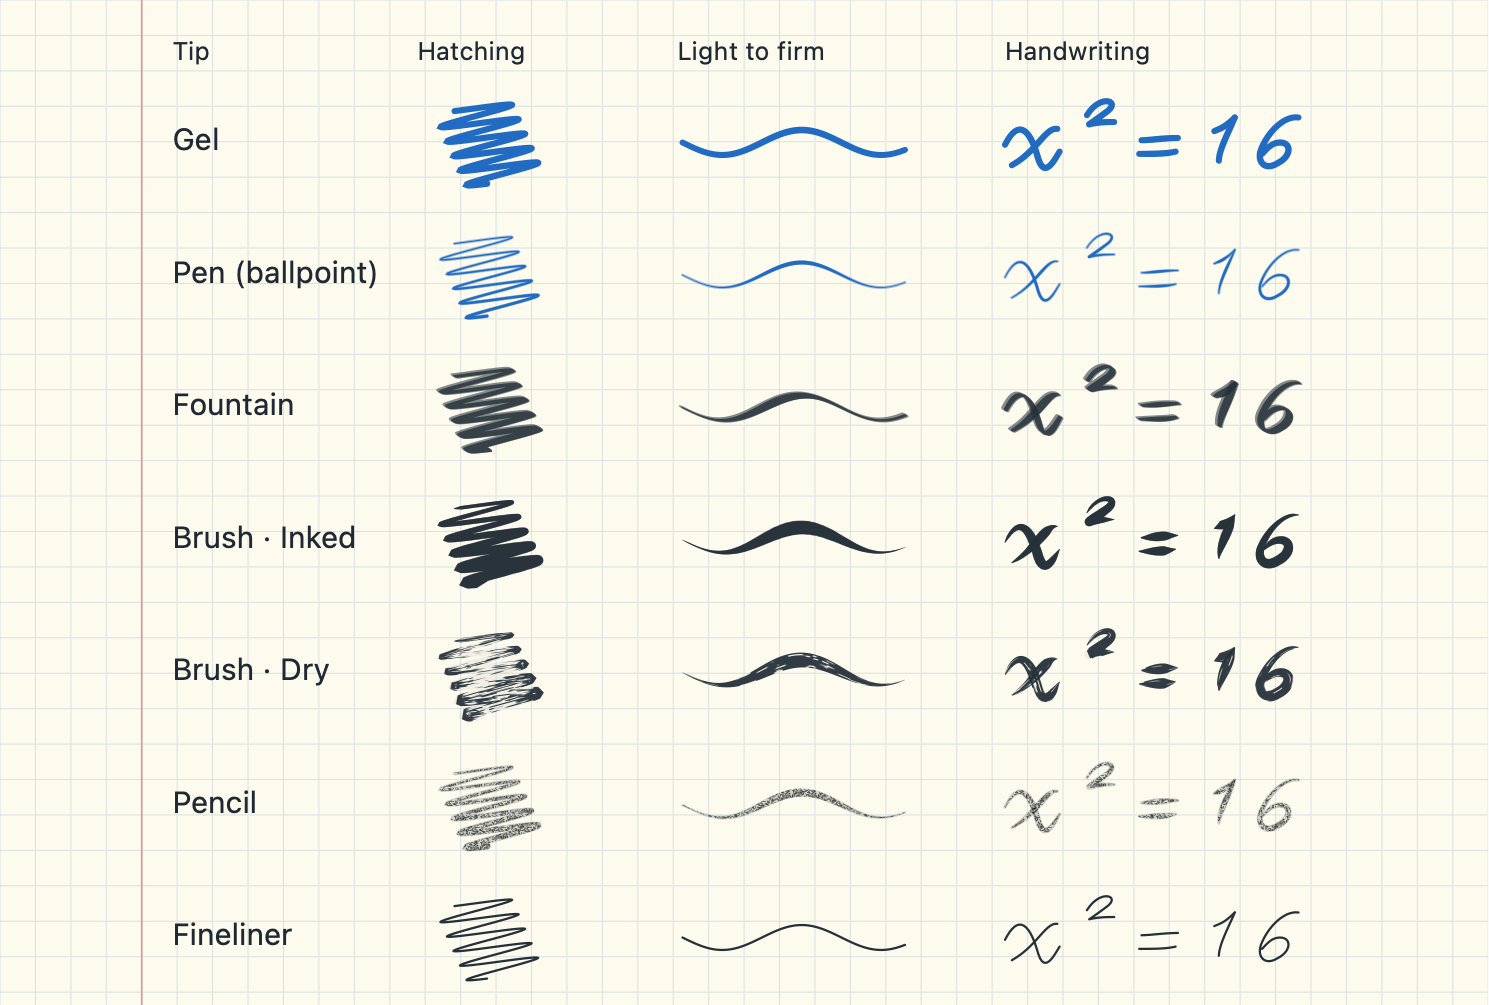 Tip Hatching Light to firm Handwriting
Gel x² = 16
Pen (ballpoint) x² = 16
Fountain x² = 16
Brush · Inked x² = 16
Brush · Dry x² = 16
Pencil x² = 16
Fineliner x² = 16